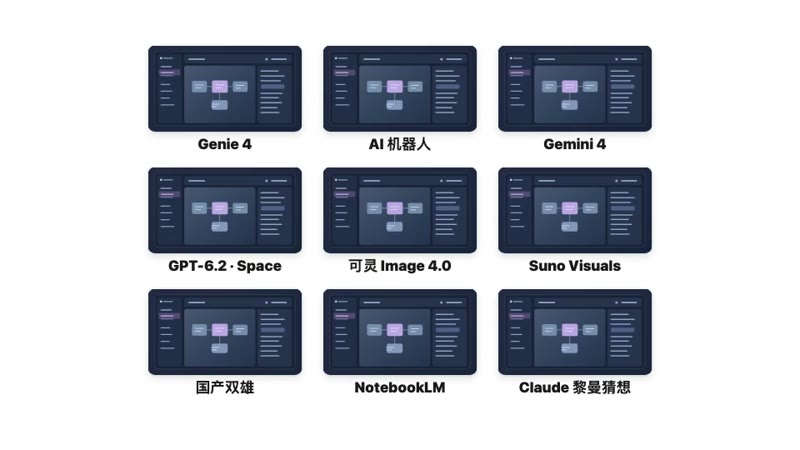 Genie 4
AI 机器人
Gemini 4
GPT-6.2 · Space
可灵 Image 4.0
Suno Visuals
国产双雄
NotebookLM
Claude 黎曼猜想